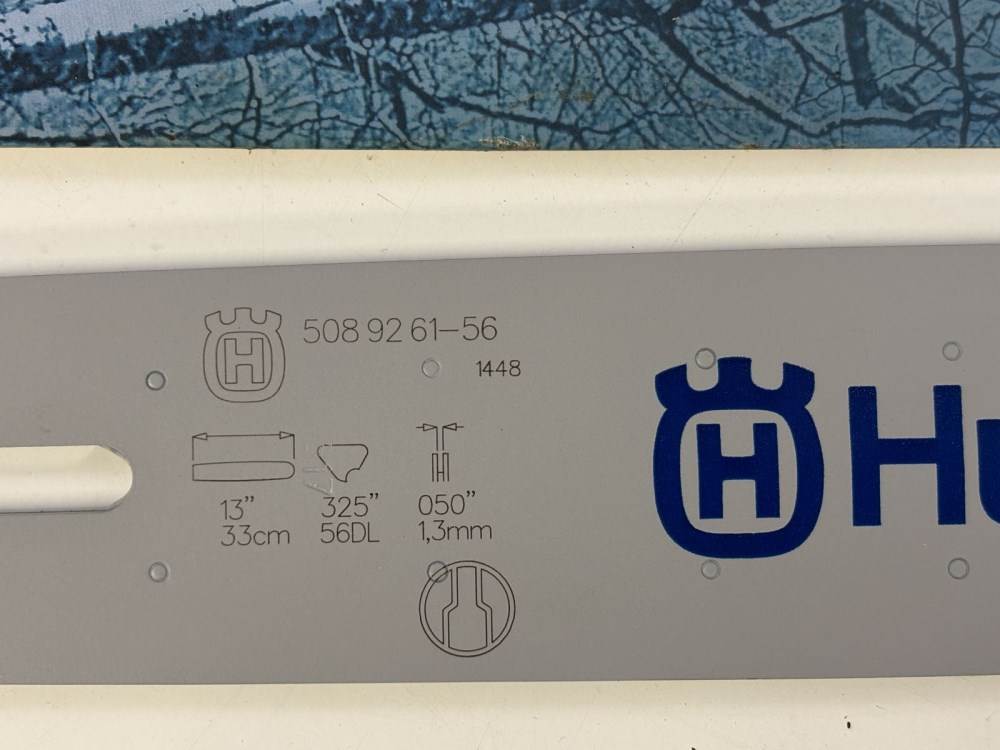 508 92 61-56
1448
H
13" 325" 050"
33cm 56DL 1,3mm
H
Hu